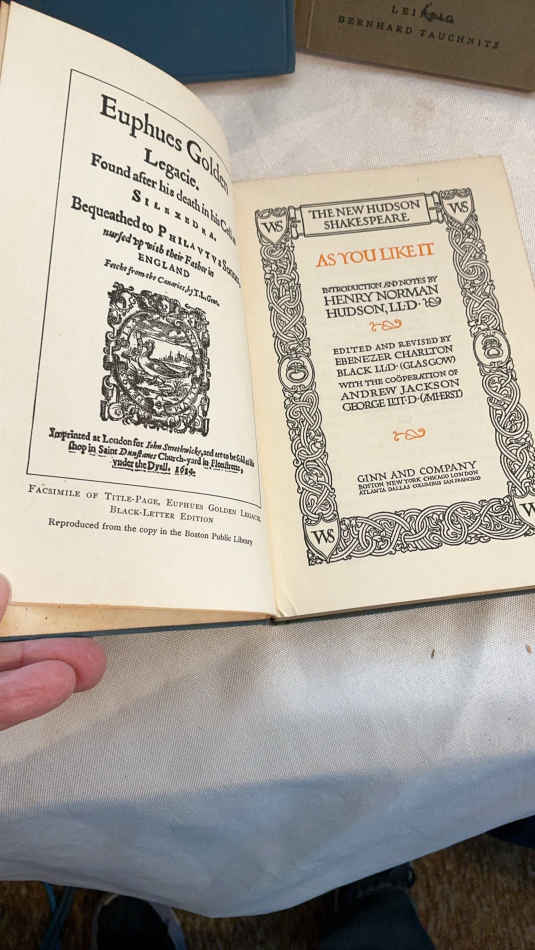 LEIPZIG
BERNHARD TAUCHNITZ
Euphues Golden
Legacie.
Found after his death in his
SILEXEDRA.
Bequeathed to PHILAVTVS
nursed vp with their Father in
ENGLAND
Fetcht from the Canaries, by T.L. Gent.
Imprinted at London for Iohn Smethwicke, and are to be sold at his
shop in Saint Dunstanes Church-yard in Fleetstreet,
vnder the Dyall. 1614.
FACSIMILE OF TITLE-PAGE, EUPHUES GOLDEN LEGACIE,
BLACK-LETTER EDITION
Reproduced from the copy in the Boston Public Library
WS
THE NEW HUDSON
SHAKESPEARE
WS
AS YOU LIKE IT
INTRODUCTION AND NOTES BY
HENRY NORMAN
HUDSON, LL.D.
EDITED AND REVISED BY
EBENEZER CHARLTON
BLACK LL.D. (GLASGOW)
WITH THE COÖPERATION OF
ANDREW JACKSON
GEORGE LITT.D. (AMHERST)
GINN AND COMPANY
BOSTON NEW YORK CHICAGO LONDON
ATLANTA DALLAS COLUMBUS SAN FRANCISCO
WS